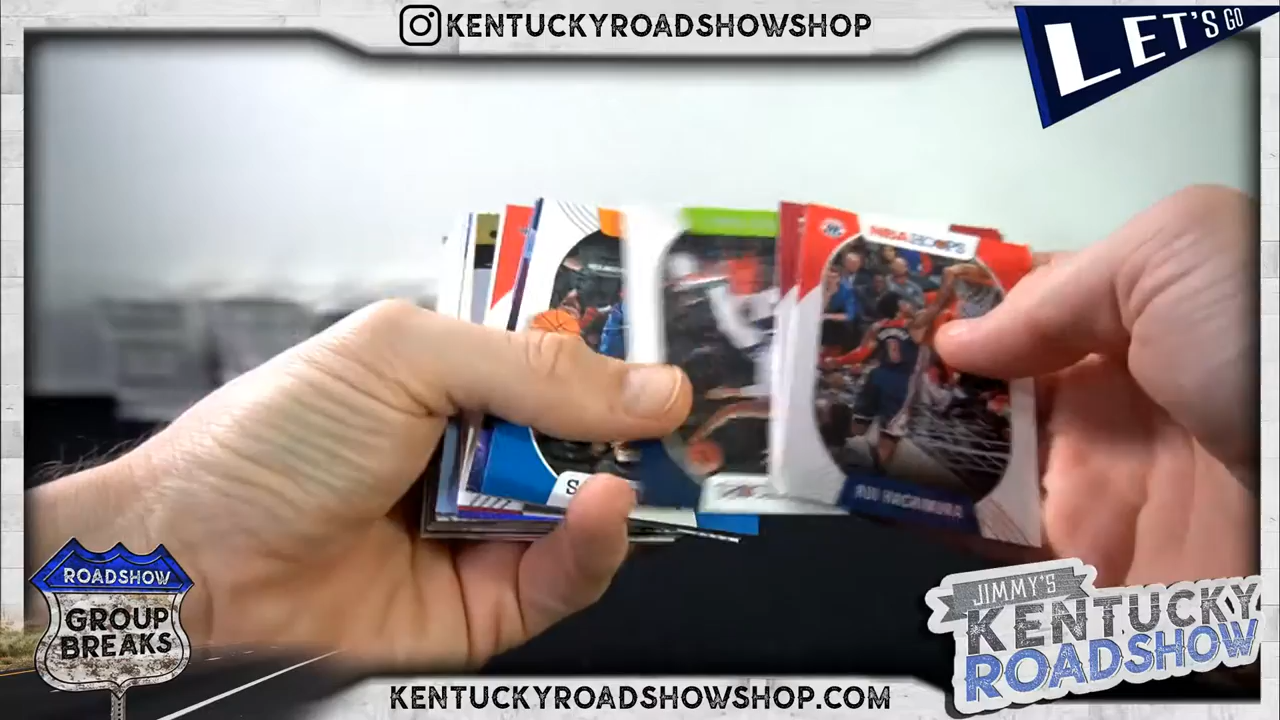 KENTUCKYROADSHOWSHOP
LET'S GO
NBA HOOPS
RUI HACHIMURA
ROADSHOW
GROUP
BREAKS
JIMMY'S
KENTUCKY
ROADSHOW
KENTUCKYROADSHOWSHOP.COM